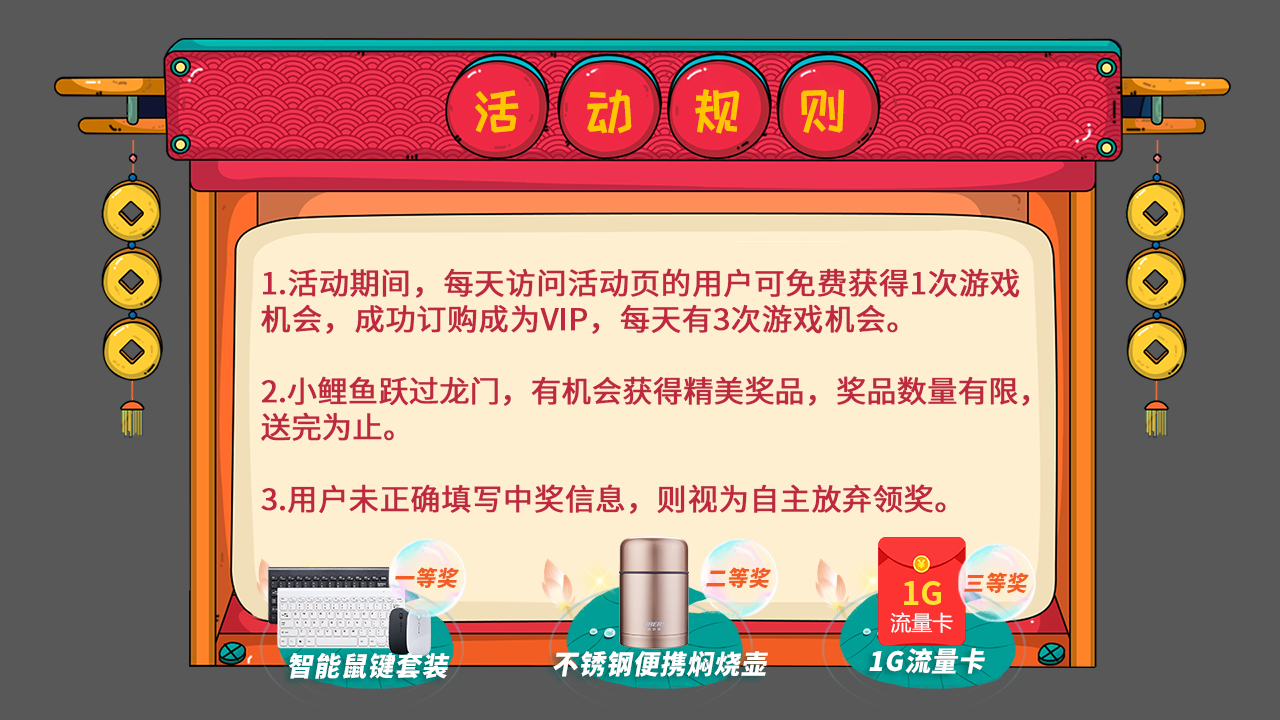 活动规则
1.活动期间，每天访问活动页的用户可免费获得1次游戏
机会，成功订购成为VIP，每天有3次游戏机会。
2.小鲤鱼跃过龙门，有机会获得精美奖品，奖品数量有限，
送完为止。
3.用户未正确填写中奖信息，则视为自主放弃领奖。
一等奖
二等奖
三等奖
¥
1G
流量卡
智能鼠键套装
不锈钢便携焖烧壶
1G流量卡